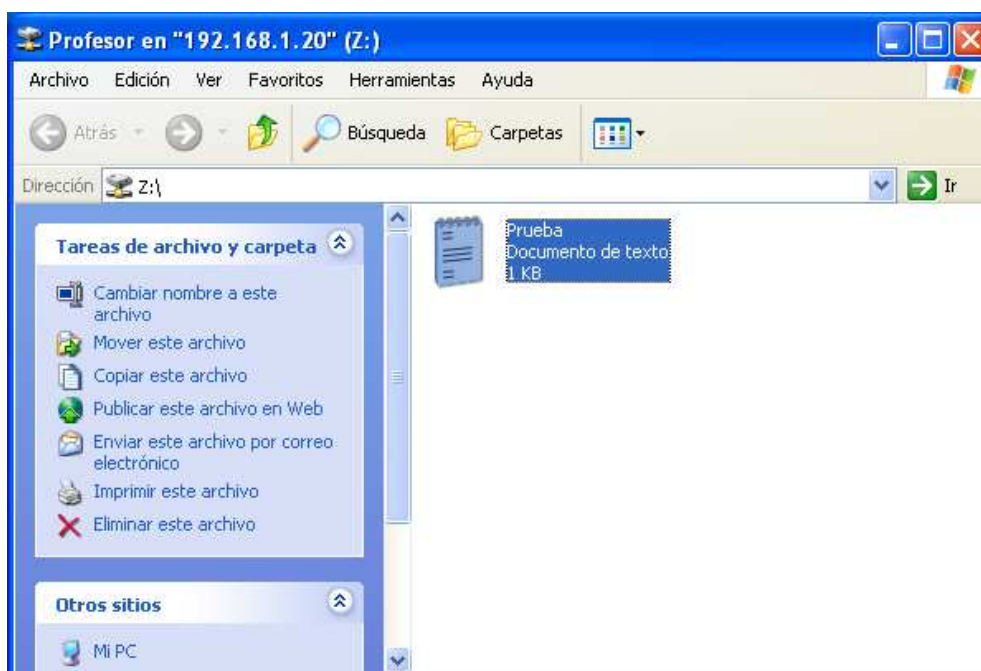 Profesor en "192.168.1.20" (Z:)
Archivo Edición Ver Favoritos Herramientas Ayuda
Atrás Búsqueda Carpetas
Dirección Z:\ Ir
Tareas de archivo y carpeta
Cambiar nombre a este
archivo
Mover este archivo
Copiar este archivo
Publicar este archivo en Web
Enviar este archivo por correo
electrónico
Imprimir este archivo
Eliminar este archivo
Otros sitios
Mi PC
Prueba
Documento de texto
1 KB